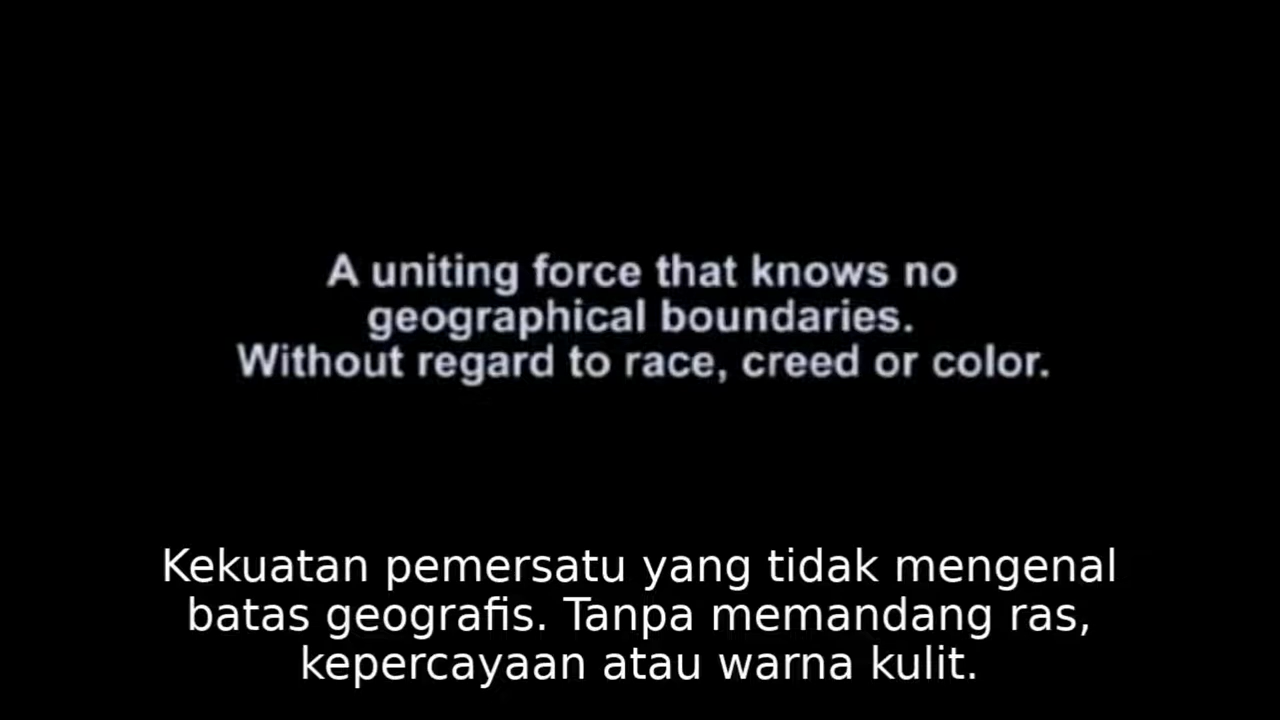 A uniting force that knows no
geographical boundaries.
Without regard to race, creed or color.
Kekuatan pemersatu yang tidak mengenal
batas geografis. Tanpa memandang ras,
kepercayaan atau warna kulit.